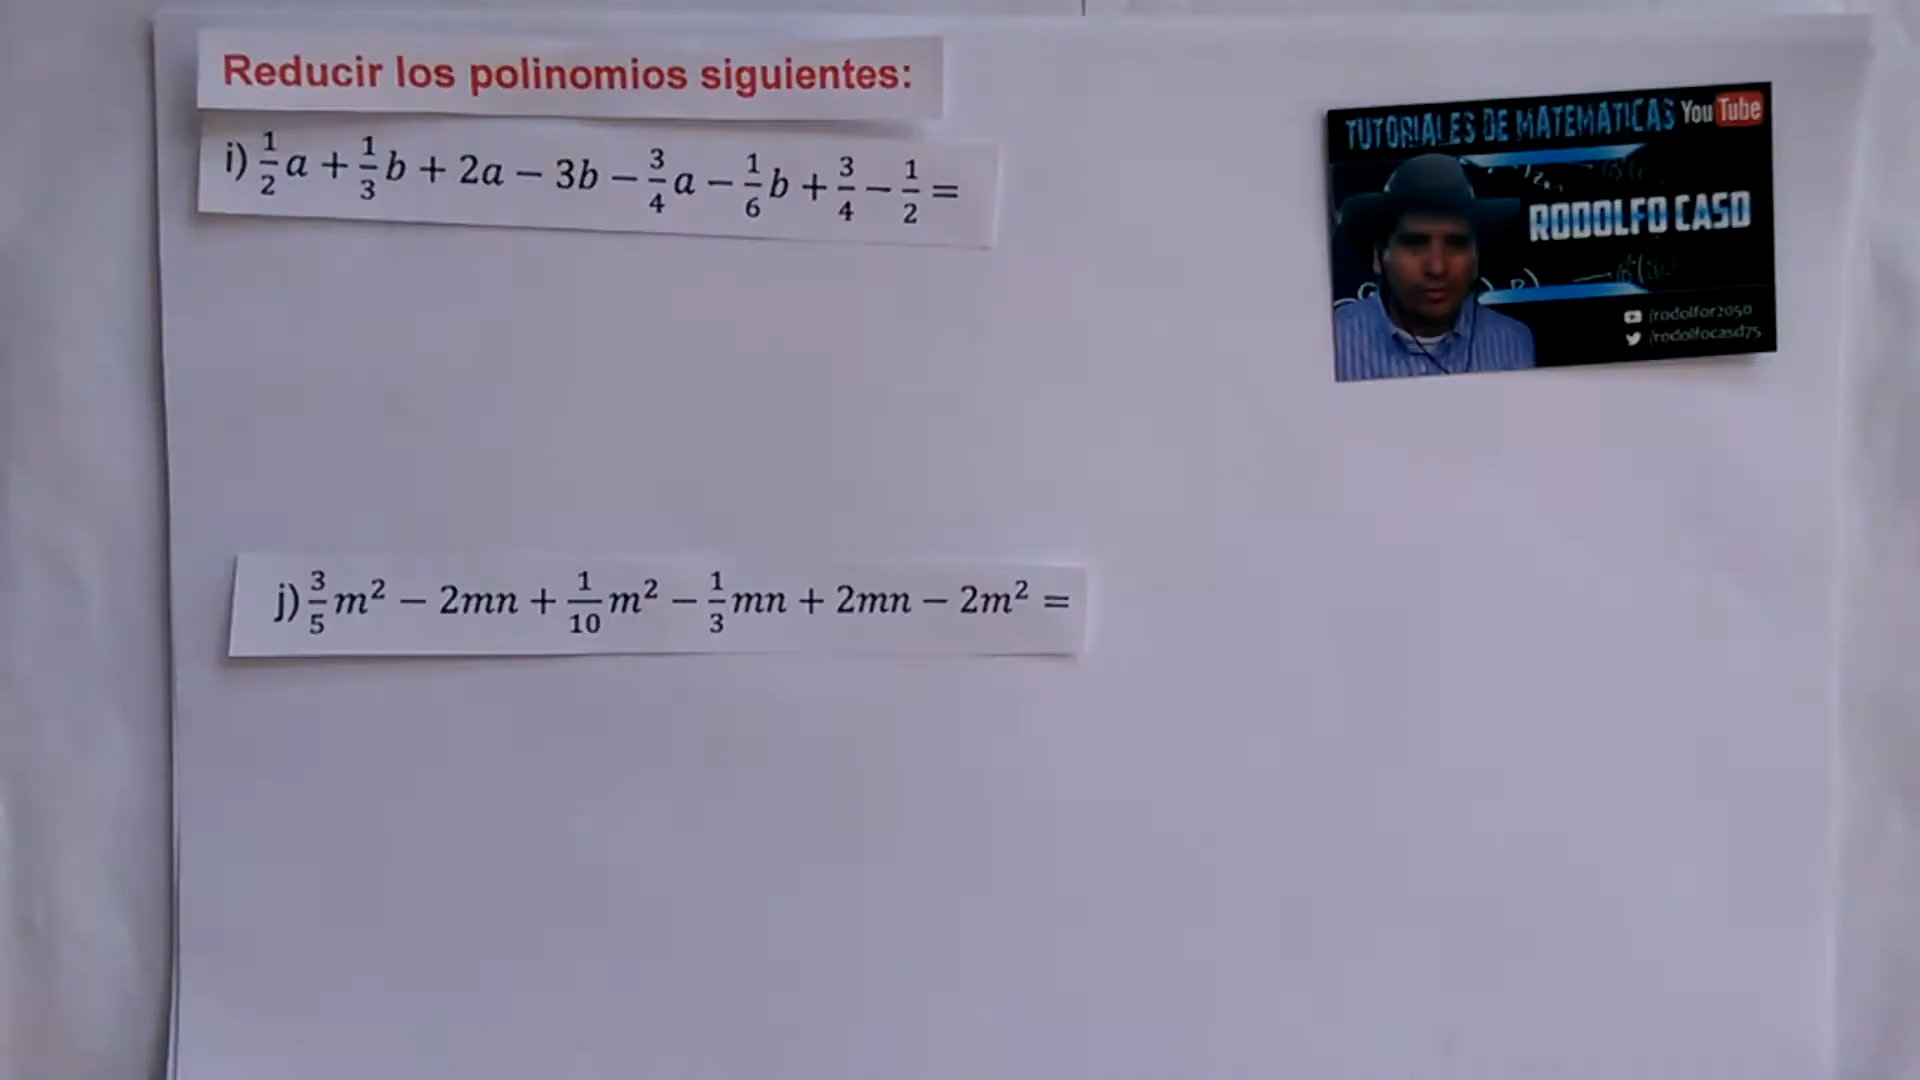 Reducir los polinomios siguientes:
i) 1/2 a + 1/3 b + 2a − 3b − 3/4 a − 1/6 b + 3/4 − 1/2 =
TUTORIALES DE MATEMATICAS YouTube
RODOLFO CASD
/rodolfor2050
/rodolfocasd75
j) 3/5 m² − 2mn + 1/10 m² − 1/3 mn + 2mn − 2m² =